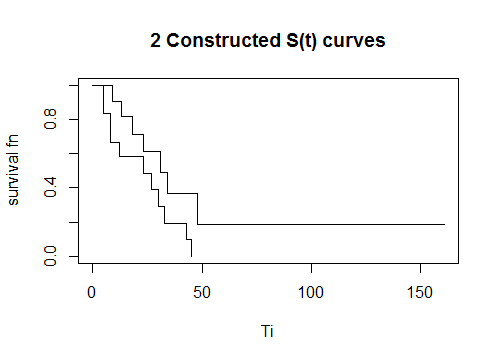 2 Constructed S(t) curves
survival fn
0.8
0.4
0.0
0 50 100 150
Ti